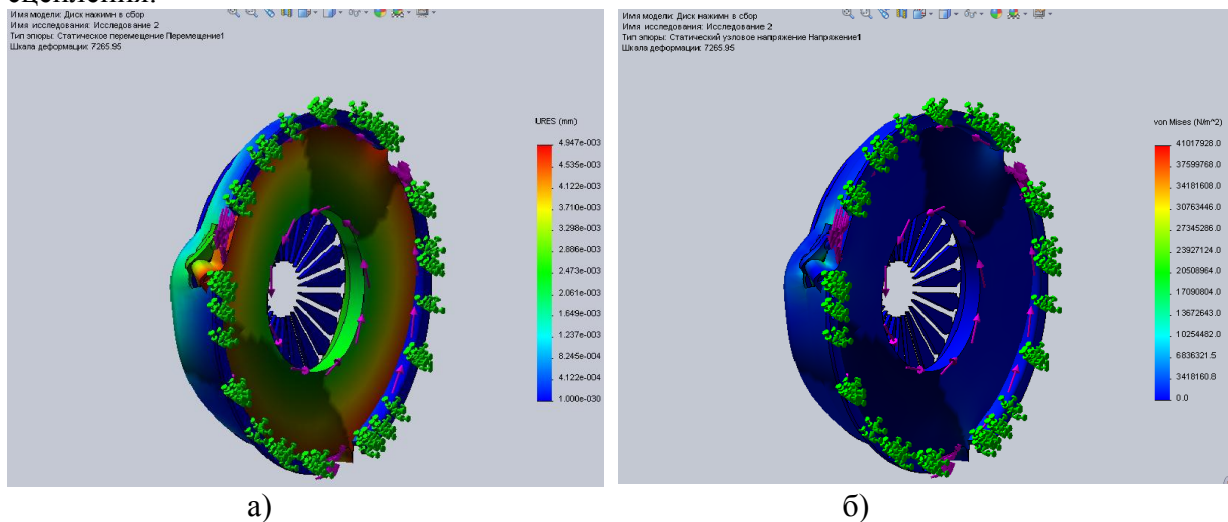 сцепления.
Имя модели: Диск нажимн в сбор
Имя исследования: Исследование 2
Тип эпюры: Статическое перемещение Перемещение1
Шкала деформации: 7265.95
URES (mm)
4.947e-003
4.535e-003
4.122e-003
3.710e-003
3.298e-003
2.886e-003
2.473e-003
2.061e-003
1.649e-003
1.237e-003
8.245e-004
4.122e-004
1.000e-030
а)
Имя модели: Диск нажимн в сбор
Имя исследования: Исследование 2
Тип эпюры: Статический узловое напряжение Напряжение1
Шкала деформации: 7265.95
von Mises (N/m^2)
41017928.0
37599768.0
34181608.0
30763446.0
27345286.0
23927124.0
20508964.0
17090804.0
13672643.0
10254482.0
6836321.5
3418160.8
0.0
б)